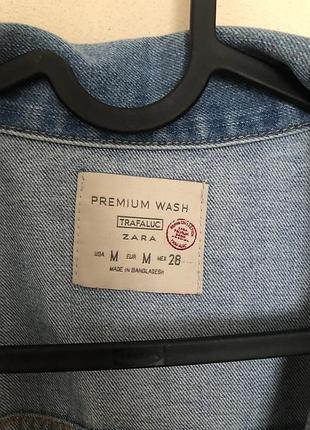 PREMIUM WASH
TRAFALUC
ZARA
USA M EUR M MEX 28
MADE IN BANGLADESH